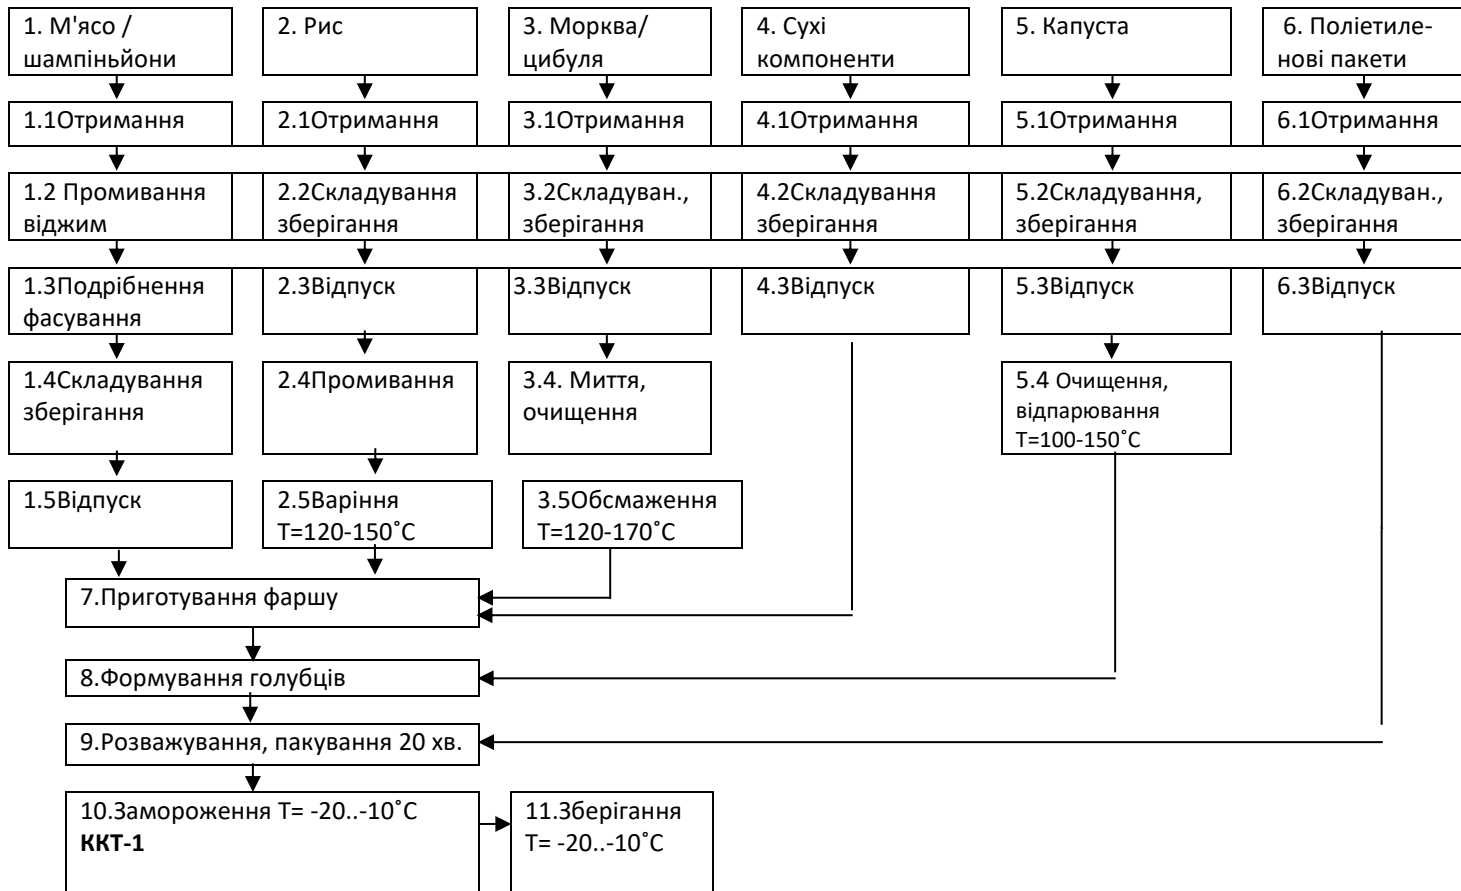 1. М'ясо /
шампіньйони
2. Рис
3. Морква/
цибуля
4. Сухі
компоненти
5. Капуста
6. Поліетиле-
нові пакети
1.1Отримання
2.1Отримання
3.1Отримання
4.1Отримання
5.1Отримання
6.1Отримання
1.2 Промивання
віджим
2.2Складування
зберігання
3.2Складуван.,
зберігання
4.2Складування
зберігання
5.2Складування,
зберігання
6.2Складуван.,
зберігання
1.3Подрібнення
фасування
2.3Відпуск
3.3Відпуск
4.3Відпуск
5.3Відпуск
6.3Відпуск
1.4Складування
зберігання
2.4Промивання
3.4. Миття,
очищення
5.4 Очищення,
відпарювання
Т=100-150˚С
1.5Відпуск
2.5Варіння
Т=120-150˚С
3.5Обсмаження
Т=120-170˚С
7.Приготування фаршу
8.Формування голубців
9.Розважування, пакування 20 хв.
10.Замороження Т= -20..-10˚С
ККТ-1
11.Зберігання
Т= -20..-10˚С